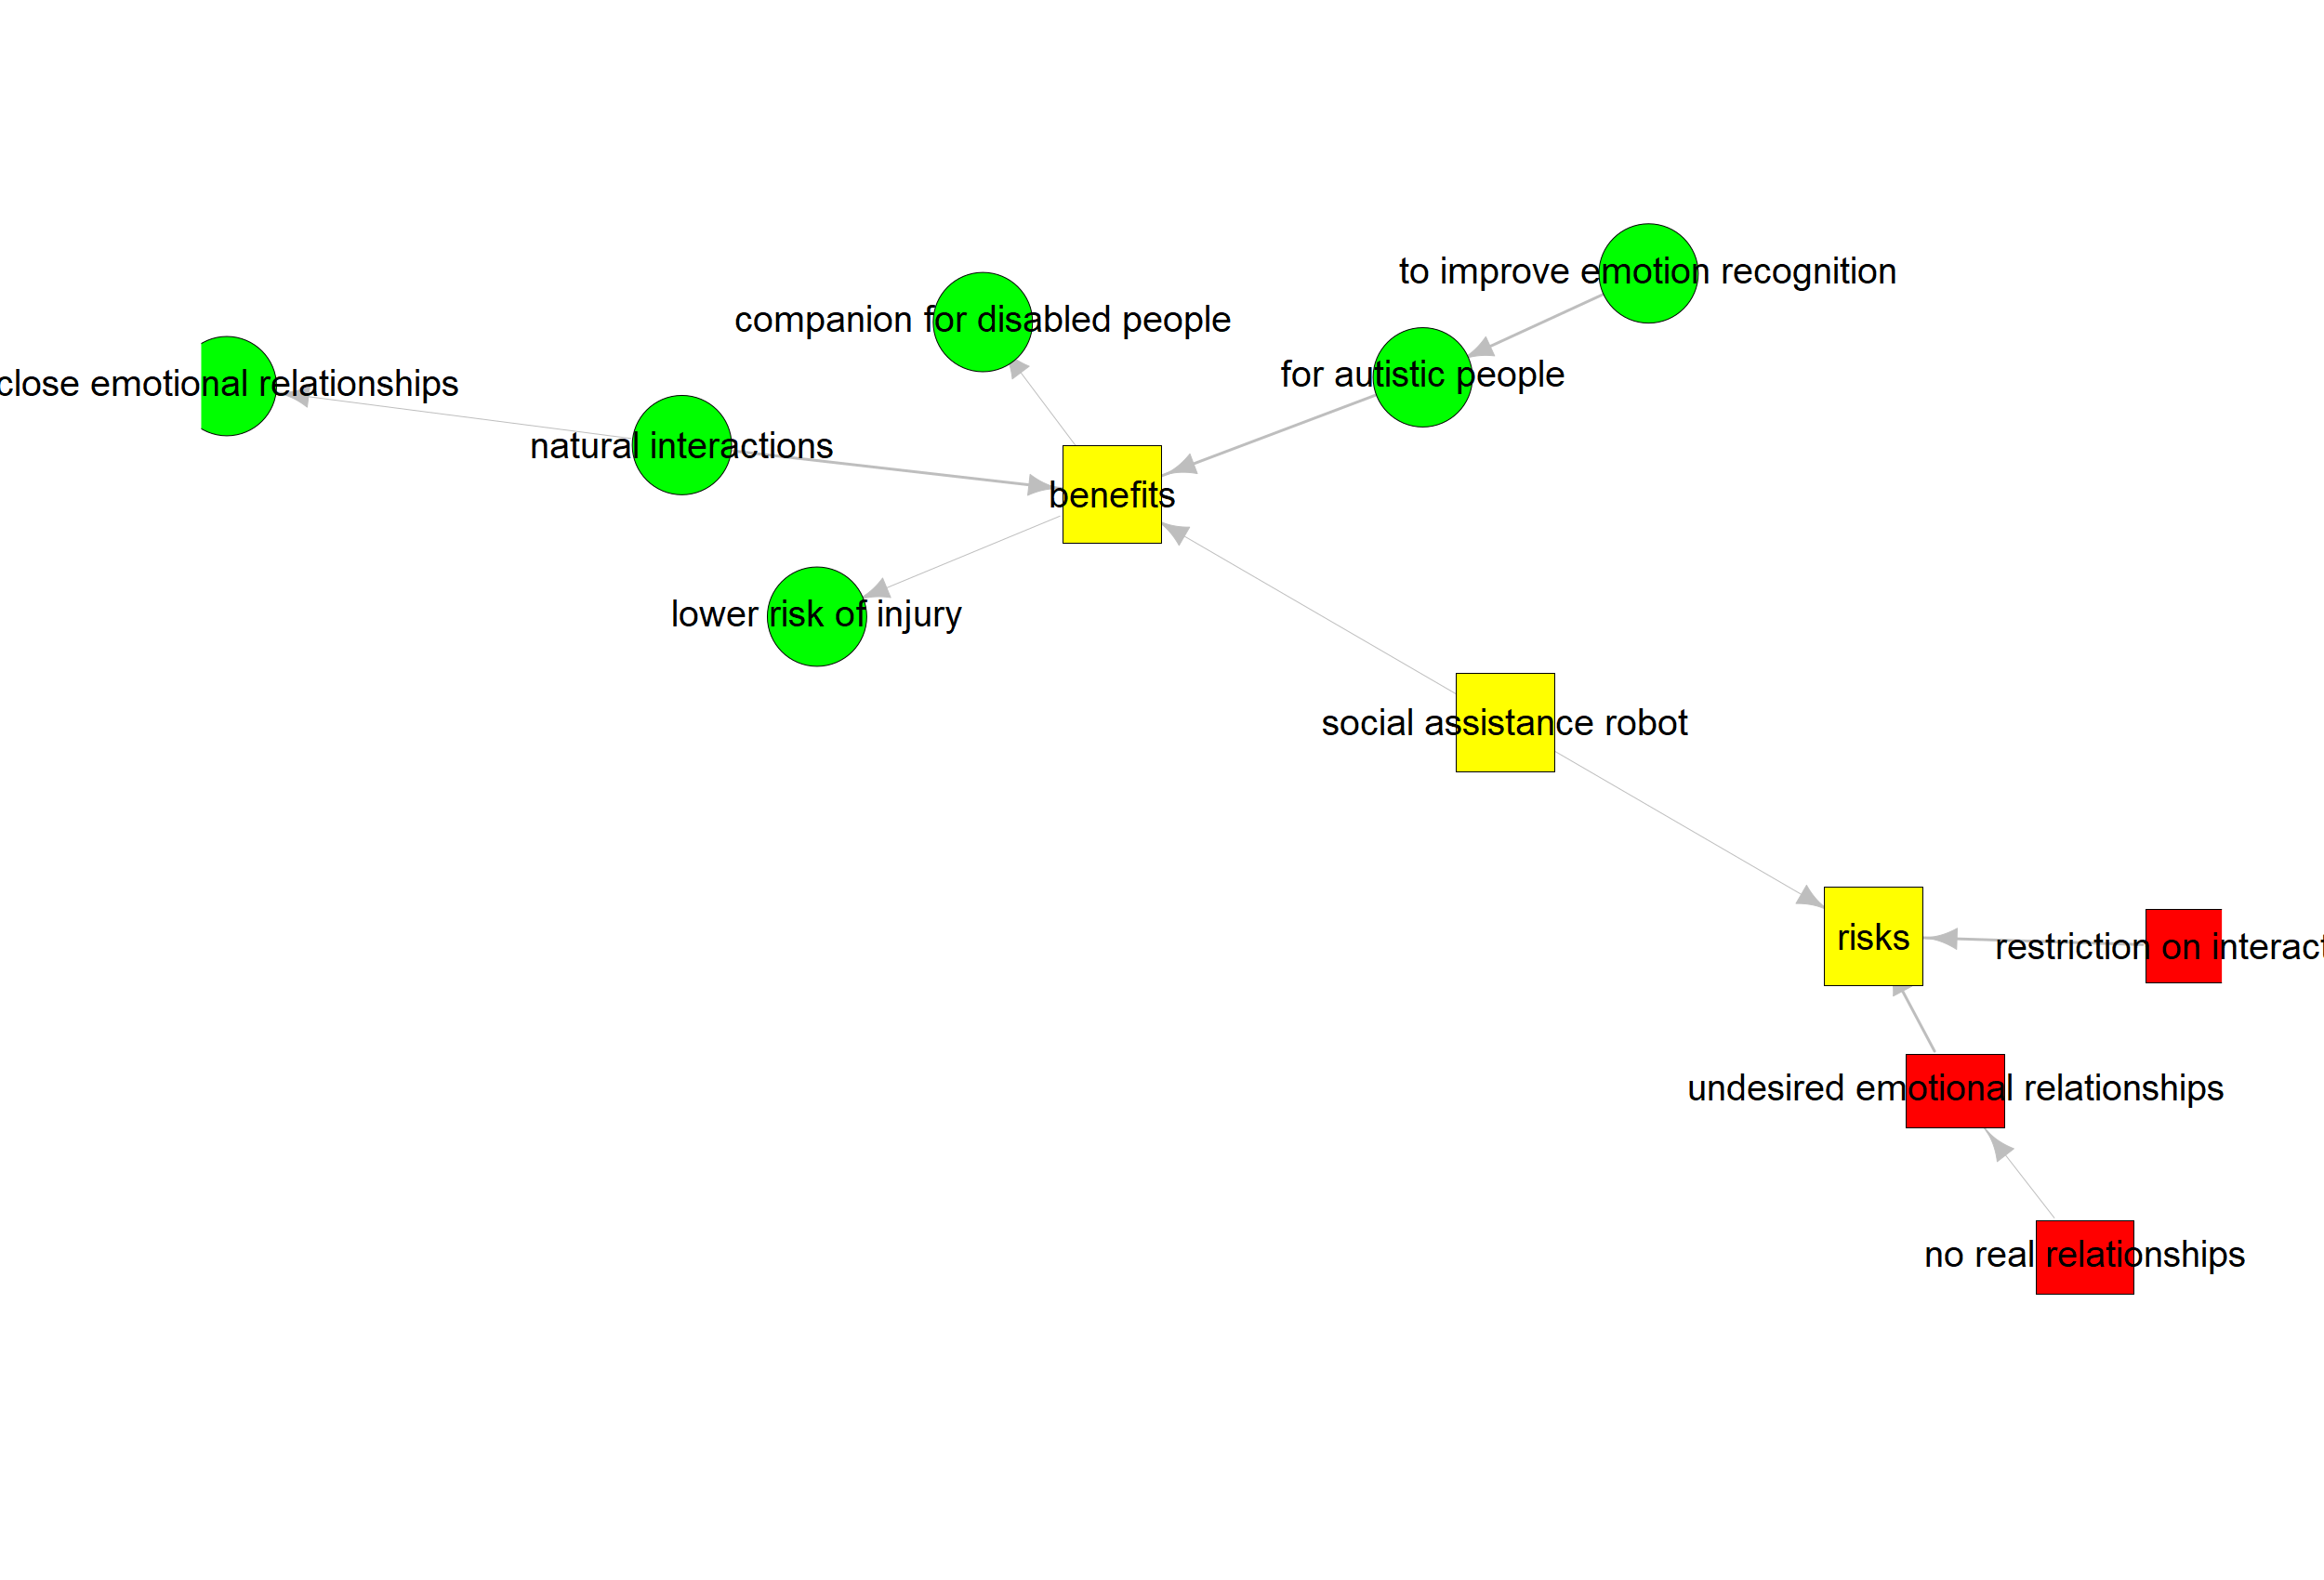 to improve emotion recognition
companion for disabled people
for autistic people
close emotional relationships
natural interactions
benefits
lower risk of injury
social assistance robot
risks
restriction on interact
undesired emotional relationships
no real relationships